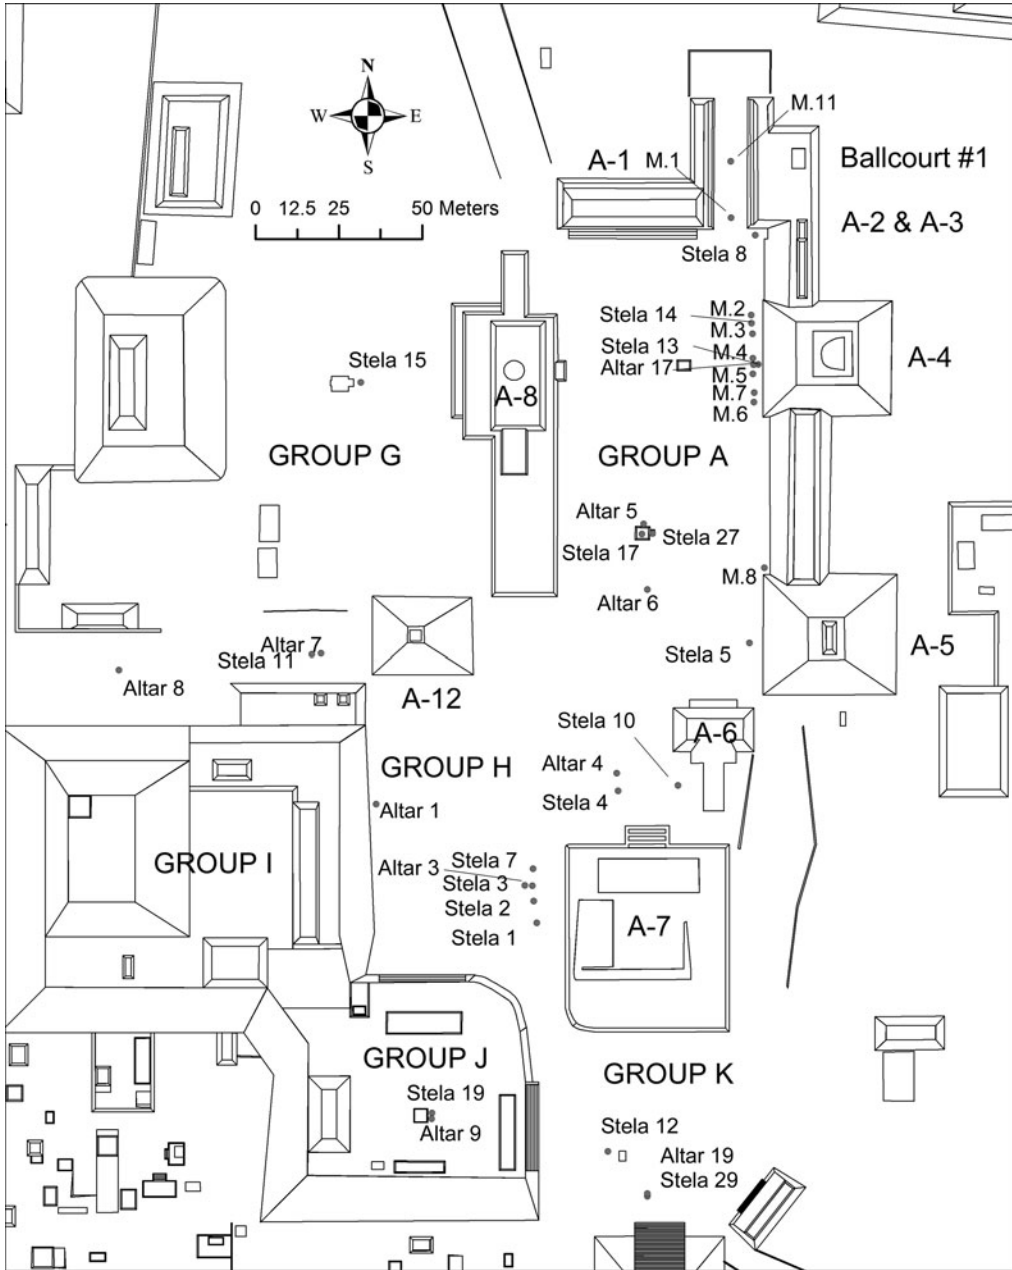 N
W E
S
0 12.5 25 50 Meters
A-1
M.1
M.11
Ballcourt #1
A-2 & A-3
Stela 8
M.2
Stela 14
M.3
Stela 13
M.4
Altar 17
M.5
M.7
M.6
A-4
Stela 15
A-8
GROUP G
GROUP A
Altar 5
Stela 27
Stela 17
M.8
Altar 6
Altar 7
Stela 11
Altar 8
A-12
Stela 5
A-5
Stela 10
A-6
GROUP H
Altar 4
Stela 4
Altar 1
GROUP I
Stela 7
Altar 3
Stela 3
Stela 2
Stela 1
A-7
GROUP J
GROUP K
Stela 19
Altar 9
Stela 12
Altar 19
Stela 29